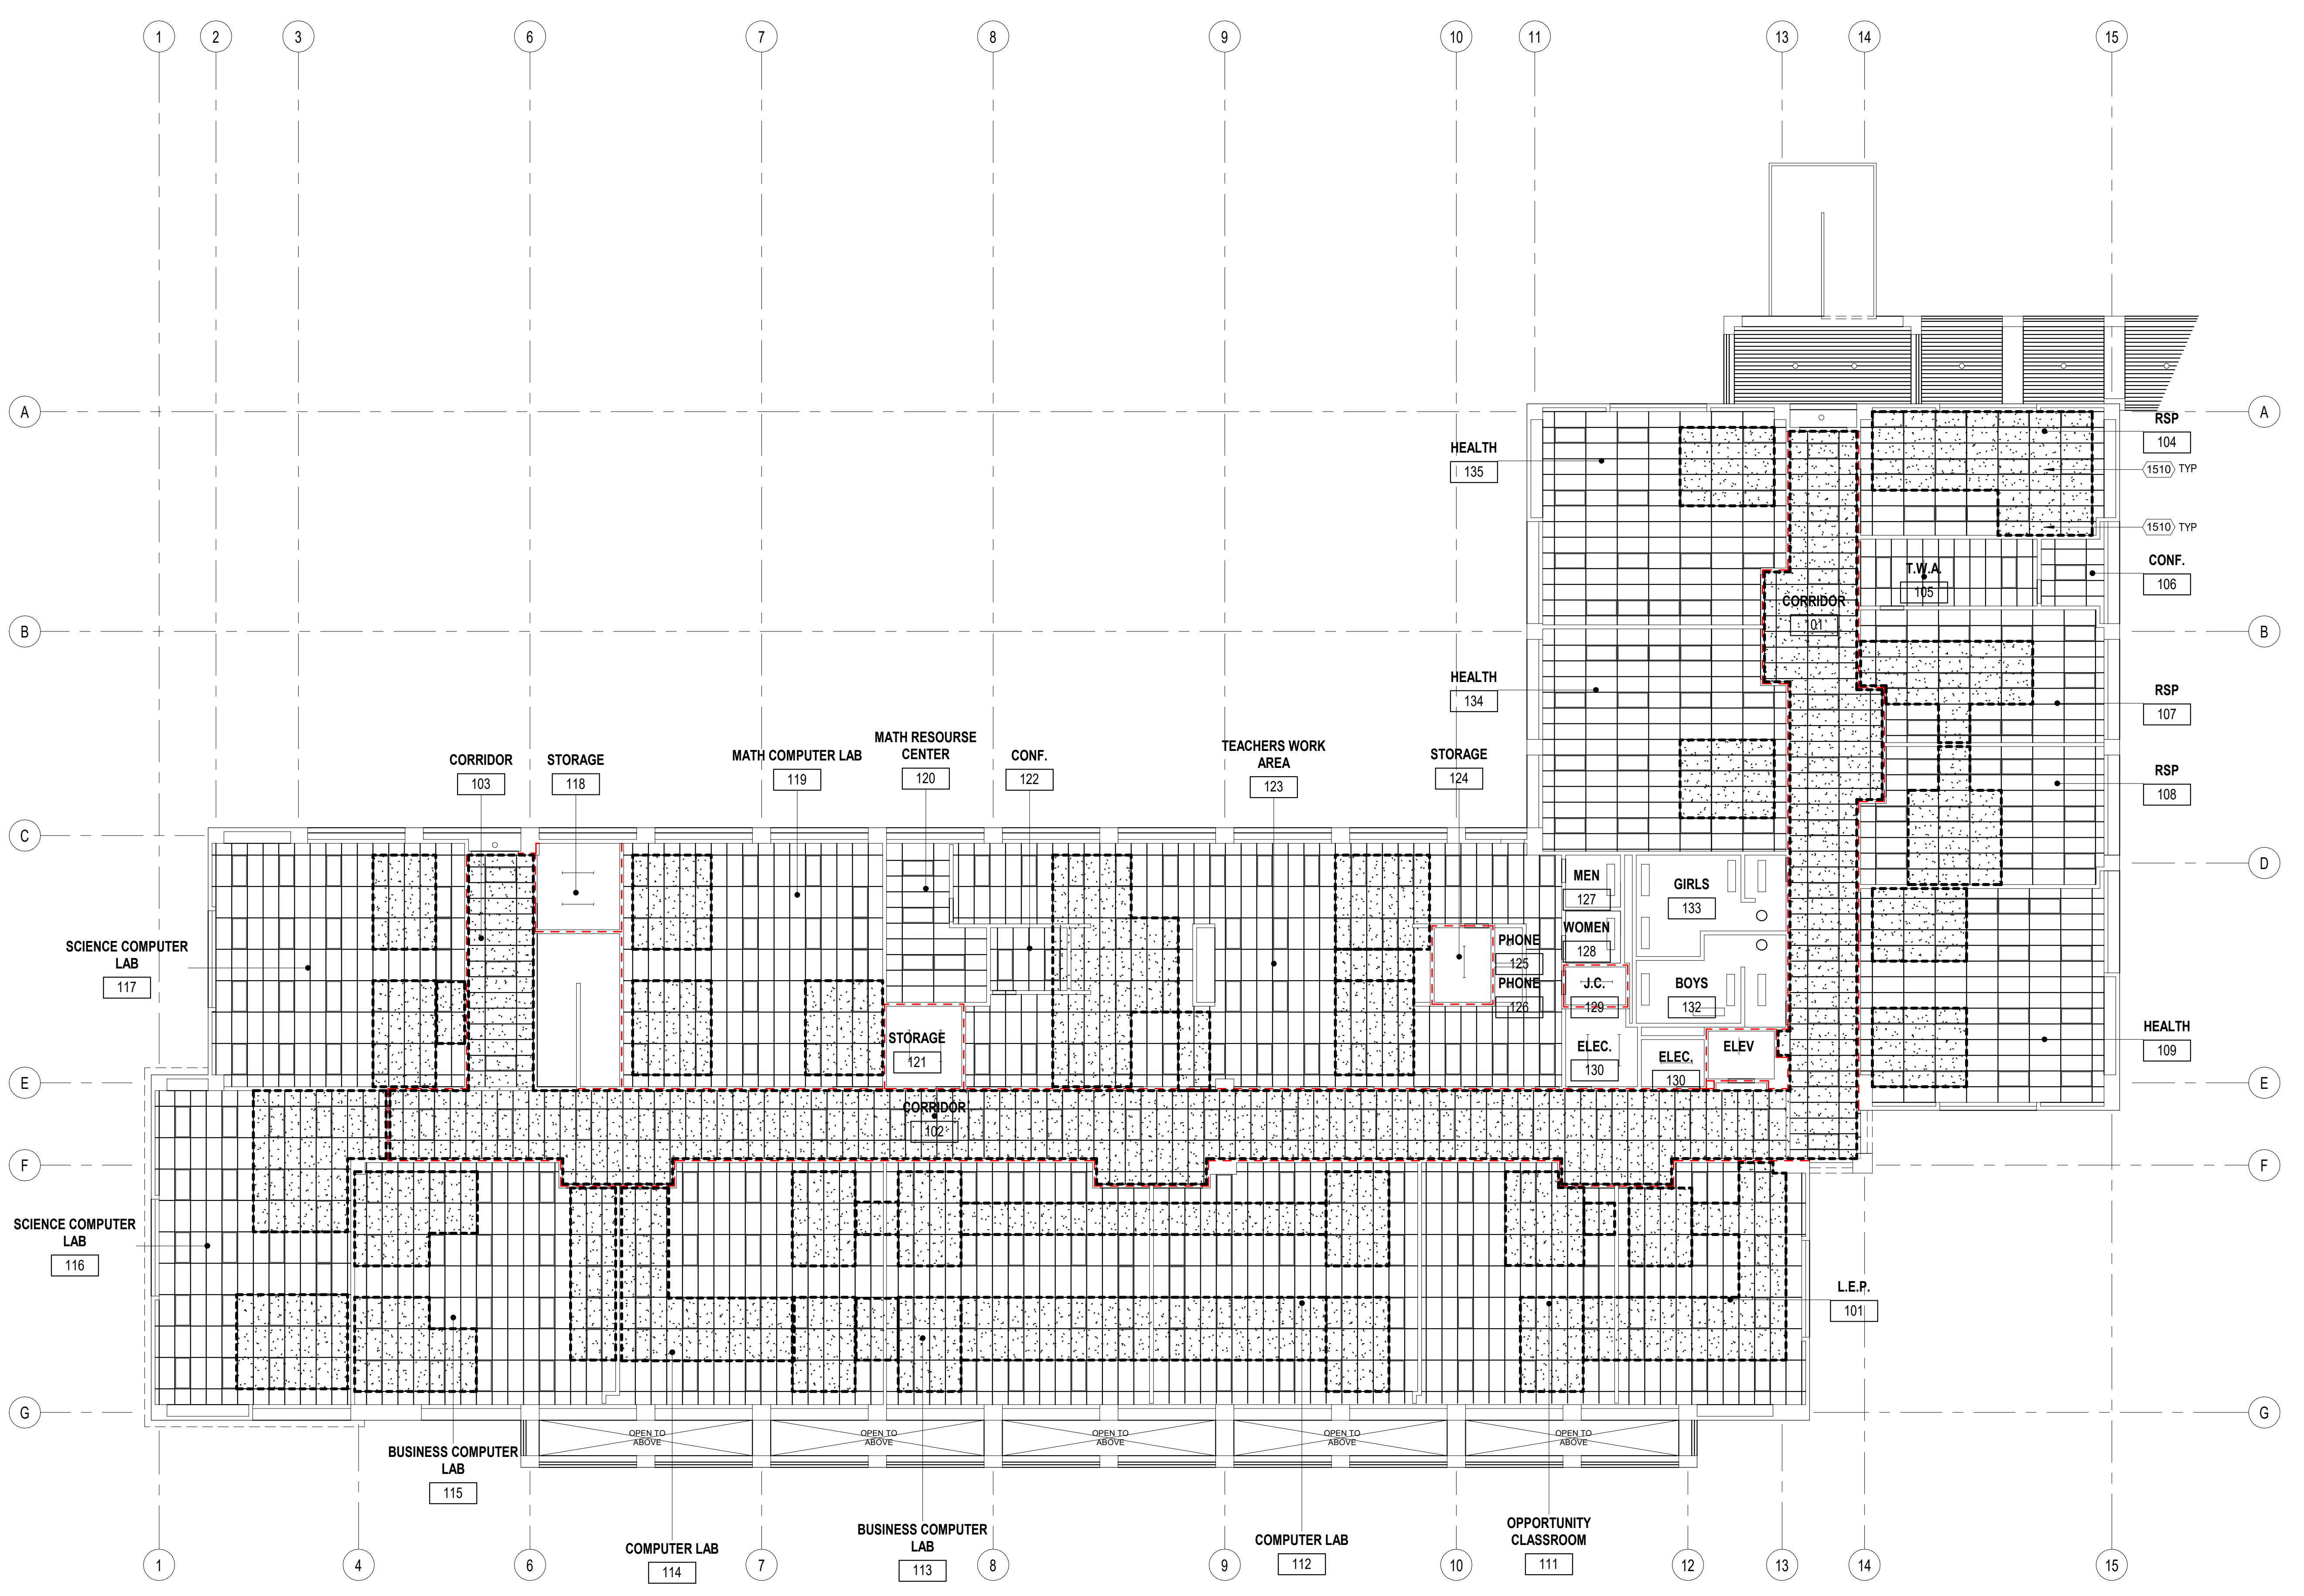 1
2
3
6
7
8
9
10
11
13
14
15
A
A
RSP
104
HEALTH
135
1510 TYP
1510 TYP
CONF.
106
T.W.A.
105
CORRIDOR
101
B
B
HEALTH
134
RSP
107
RSP
108
CORRIDOR
103
STORAGE
118
MATH COMPUTER LAB
119
MATH RESOURSE
CENTER
120
CONF.
122
TEACHERS WORK
AREA
123
STORAGE
124
C
D
MEN
127
GIRLS
133
WOMEN
128
SCIENCE COMPUTER
LAB
117
PHONE
125
PHONE
126
J.C.
129
BOYS
132
STORAGE
121
ELEC.
130
ELEC.
130
ELEV
HEALTH
109
E
E
CORRIDOR
102
F
F
SCIENCE COMPUTER
LAB
116
L.E.P.
101
G
G
OPEN TO
ABOVE
OPEN TO
ABOVE
OPEN TO
ABOVE
OPEN TO
ABOVE
OPEN TO
ABOVE
BUSINESS COMPUTER
LAB
115
COMPUTER LAB
114
BUSINESS COMPUTER
LAB
113
COMPUTER LAB
112
OPPORTUNITY
CLASSROOM
111
1
4
6
7
8
9
10
12
13
14
15